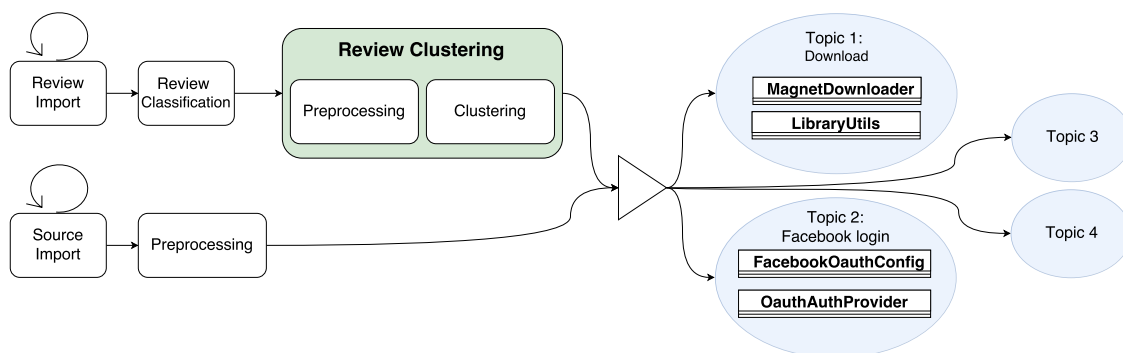 Review
Import
Review
Classification
Review Clustering
Preprocessing
Clustering
Source
Import
Preprocessing
Topic 1:
Download
MagnetDownloader
LibraryUtils
Topic 2:
Facebook login
FacebookOauthConfig
OauthAuthProvider
Topic 3
Topic 4